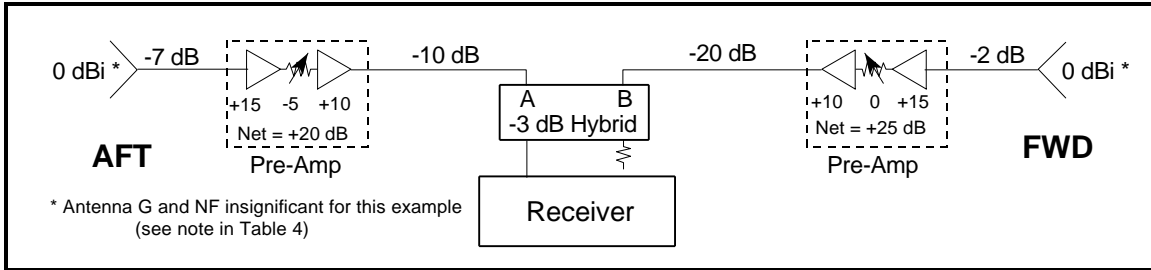 0 dBi *
-7 dB
+15
-5
+10
Net = +20 dB
Pre-Amp
AFT
-10 dB
A
B
-3 dB Hybrid
Receiver
-20 dB
+10
0
+15
Net = +25 dB
Pre-Amp
-2 dB
0 dBi *
FWD
* Antenna G and NF insignificant for this example
(see note in Table 4)